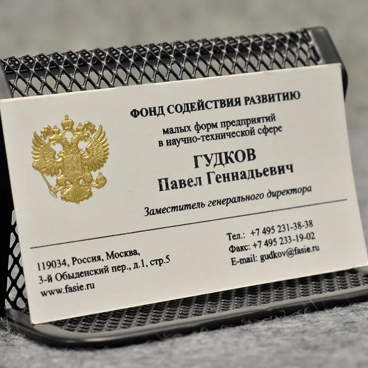 ФОНД СОДЕЙСТВИЯ РАЗВИТИЮ
малых форм предприятий
в научно-технической сфере
ГУДКОВ
Павел Геннадьевич
Заместитель генерального директора
119034, Россия, Москва,
3-й Обыденский пер., д.1, стр.5
www.fasie.ru
Тел.: +7 495 231-38-38
Факс: +7 495 233-19-02
E-mail: gudkov@fasie.ru